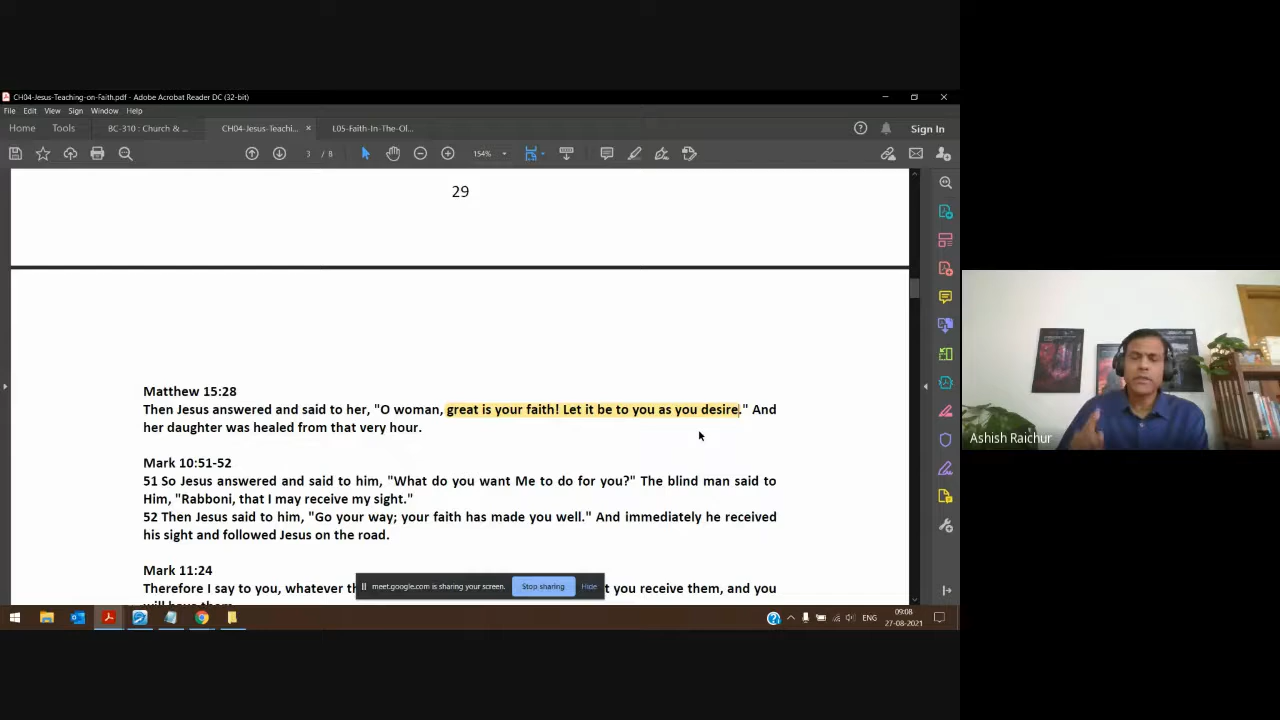 CH04-Jesus-Teaching-on-Faith.pdf - Adobe Acrobat Reader DC (32-bit)
File Edit View Sign Window Help
Home Tools BC-310 : Church & ... CH04-Jesus-Teachi... × L05-Faith-In-The-Ol... Sign In
3 / 8 154%
29
Matthew 15:28
Then Jesus answered and said to her, "O woman, great is your faith! Let it be to you as you desire." And
her daughter was healed from that very hour.
Mark 10:51-52
51 So Jesus answered and said to him, "What do you want Me to do for you?" The blind man said to
Him, "Rabboni, that I may receive my sight."
52 Then Jesus said to him, "Go your way; your faith has made you well." And immediately he received
his sight and followed Jesus on the road.
Mark 11:24
Therefore I say to you, whatever t you receive them, and you
meet.google.com is sharing your screen. Stop sharing Hide
Ashish Raichur
ENG 09:08
27-08-2021